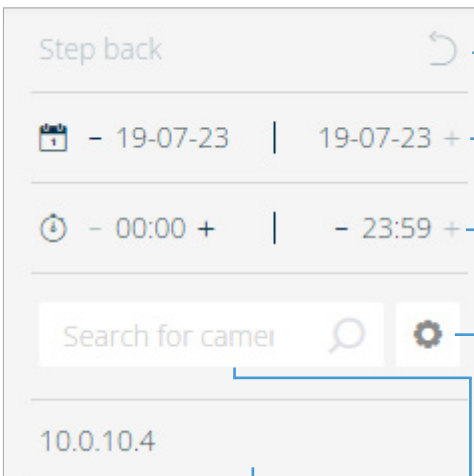 Step back
1 – 19-07-23 | 19-07-23 +
– 00:00 + | – 23:59 +
Search for camer
10.0.10.4